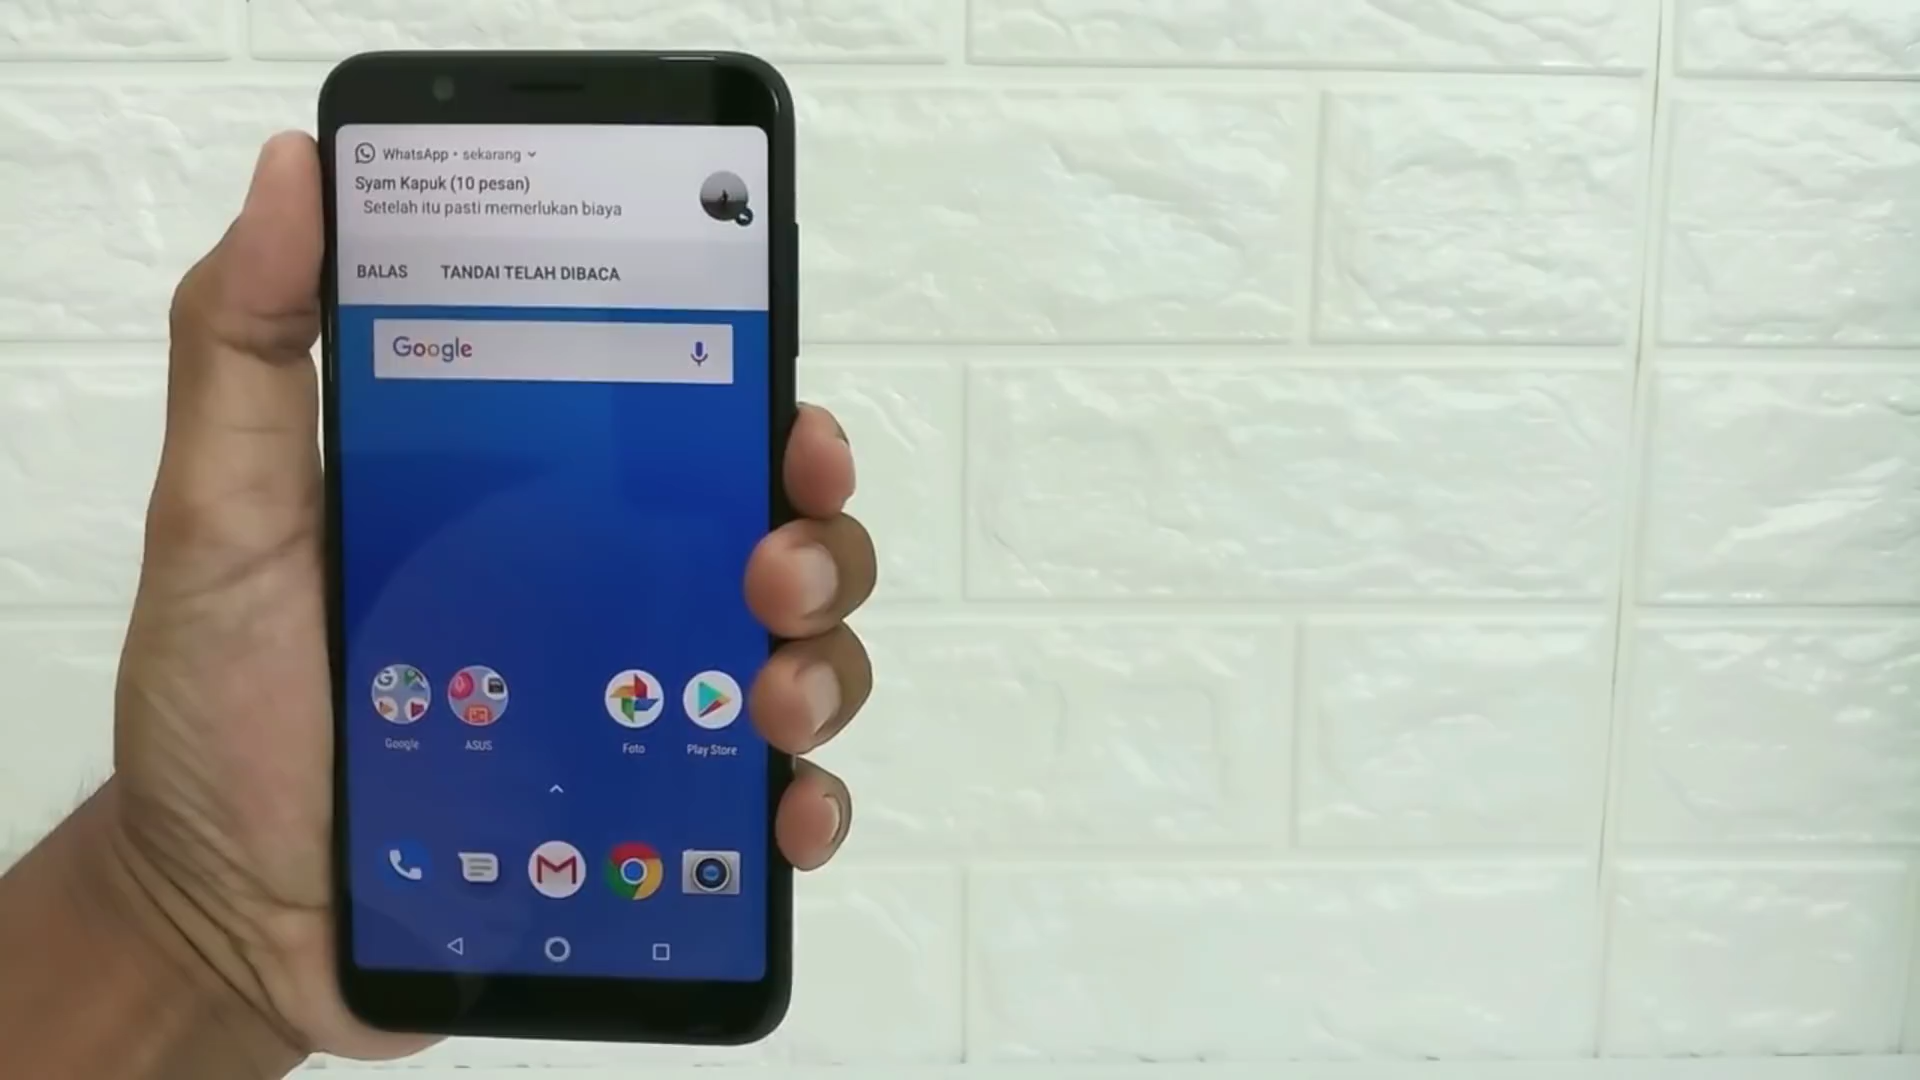 WhatsApp • sekarang
Syam Kapuk (10 pesan)
Setelah itu pasti memerlukan biaya
BALAS TANDAI TELAH DIBACA
Google
Google ASUS Foto Play Store